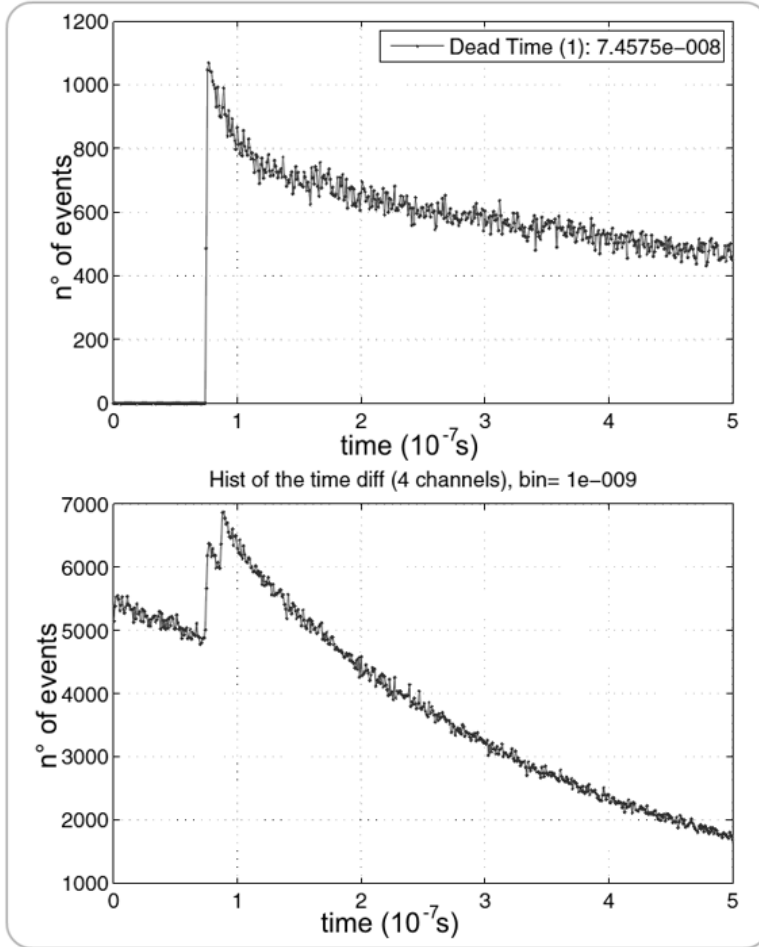 1200
1000
800
600
400
200
0
n° of events
Dead Time (1): 7.4575e−008
0 1 2 3 4 5
time (10⁻⁷s)
Hist of the time diff (4 channels), bin= 1e−009
7000
6000
5000
4000
3000
2000
1000
n° of events
0 1 2 3 4 5
time (10⁻⁷s)